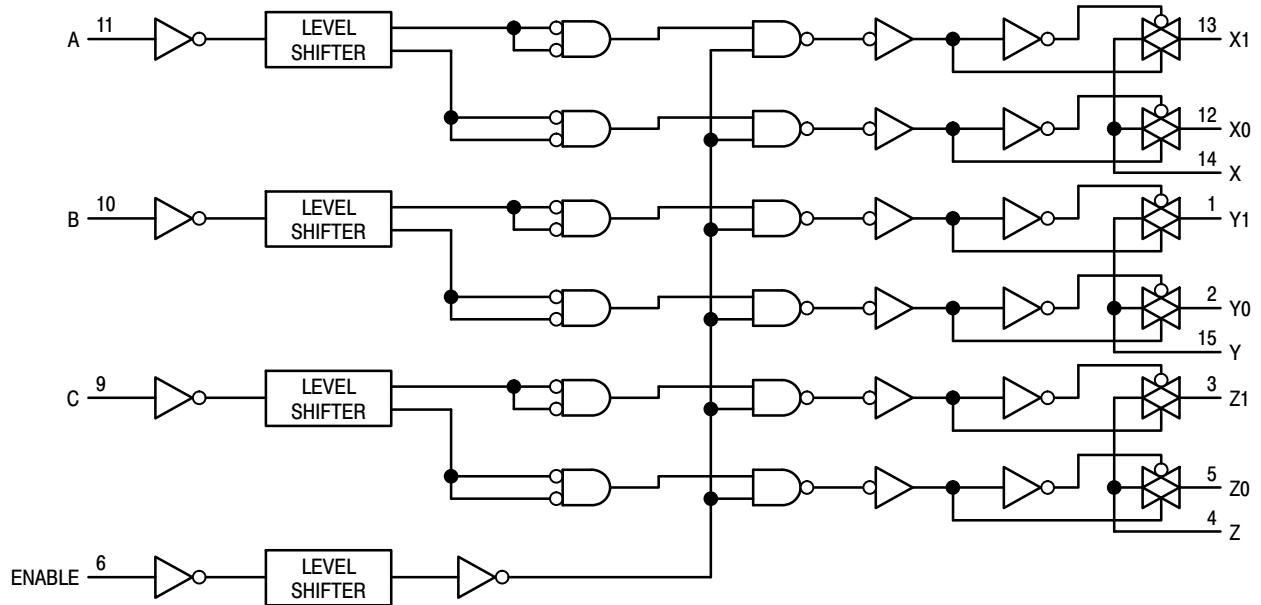 A 11 LEVEL SHIFTER 13 X1
12 X0
14 X
B 10 LEVEL SHIFTER 1 Y1
2 Y0
15 Y
C 9 LEVEL SHIFTER 3 Z1
5 Z0
4 Z
ENABLE 6 LEVEL SHIFTER